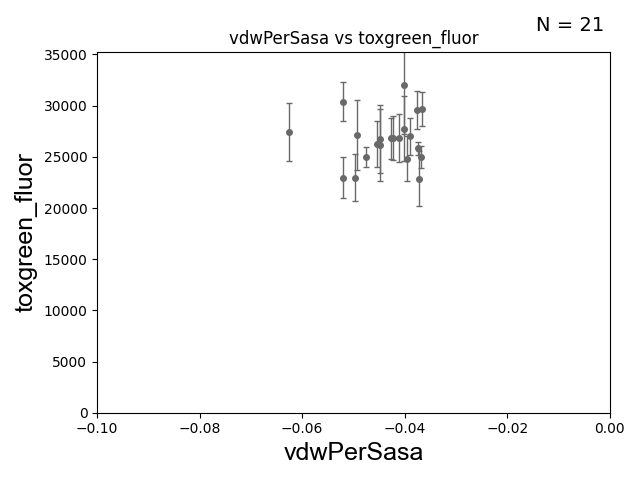 N = 21
vdwPerSasa vs toxgreen_fluor
35000
30000
25000
20000
15000
10000
5000
0
toxgreen_fluor
−0.10 −0.08 −0.06 −0.04 −0.02 0.00
vdwPerSasa